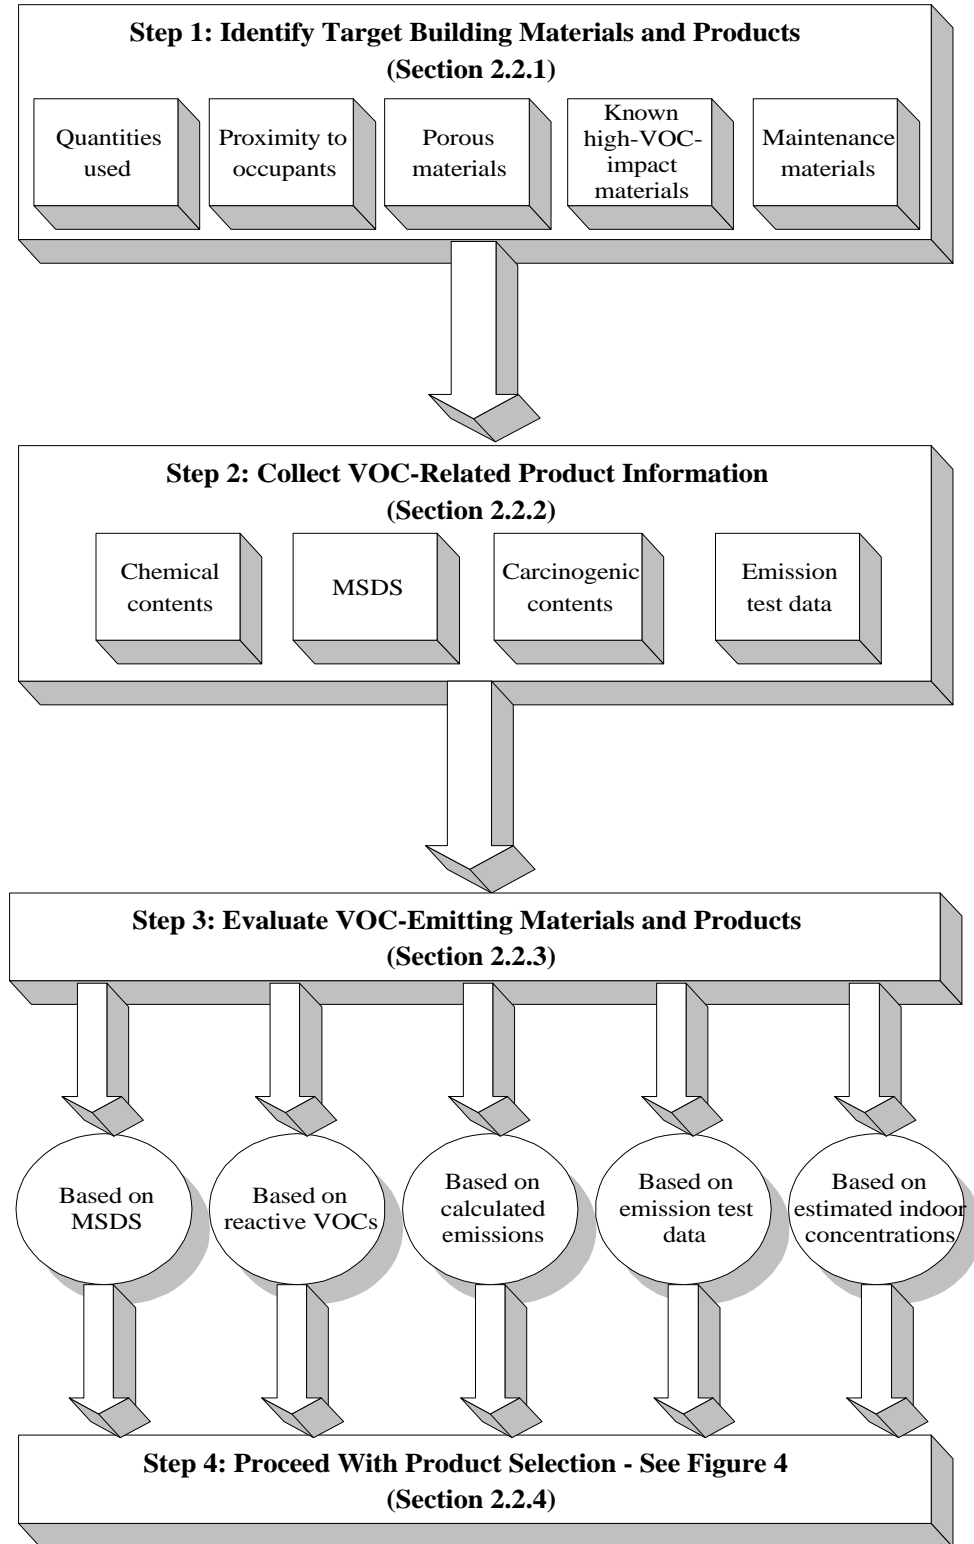 Step 1: Identify Target Building Materials and Products
(Section 2.2.1)
Quantities
used
Proximity to
occupants
Porous
materials
Known
high-VOC-
impact
materials
Maintenance
materials
Step 2: Collect VOC-Related Product Information
(Section 2.2.2)
Chemical
contents
MSDS
Carcinogenic
contents
Emission
test data
Step 3: Evaluate VOC-Emitting Materials and Products
(Section 2.2.3)
Based on
MSDS
Based on
reactive VOCs
Based on
calculated
emissions
Based on
emission test
data
Based on
estimated indoor
concentrations
Step 4: Proceed With Product Selection - See Figure 4
(Section 2.2.4)